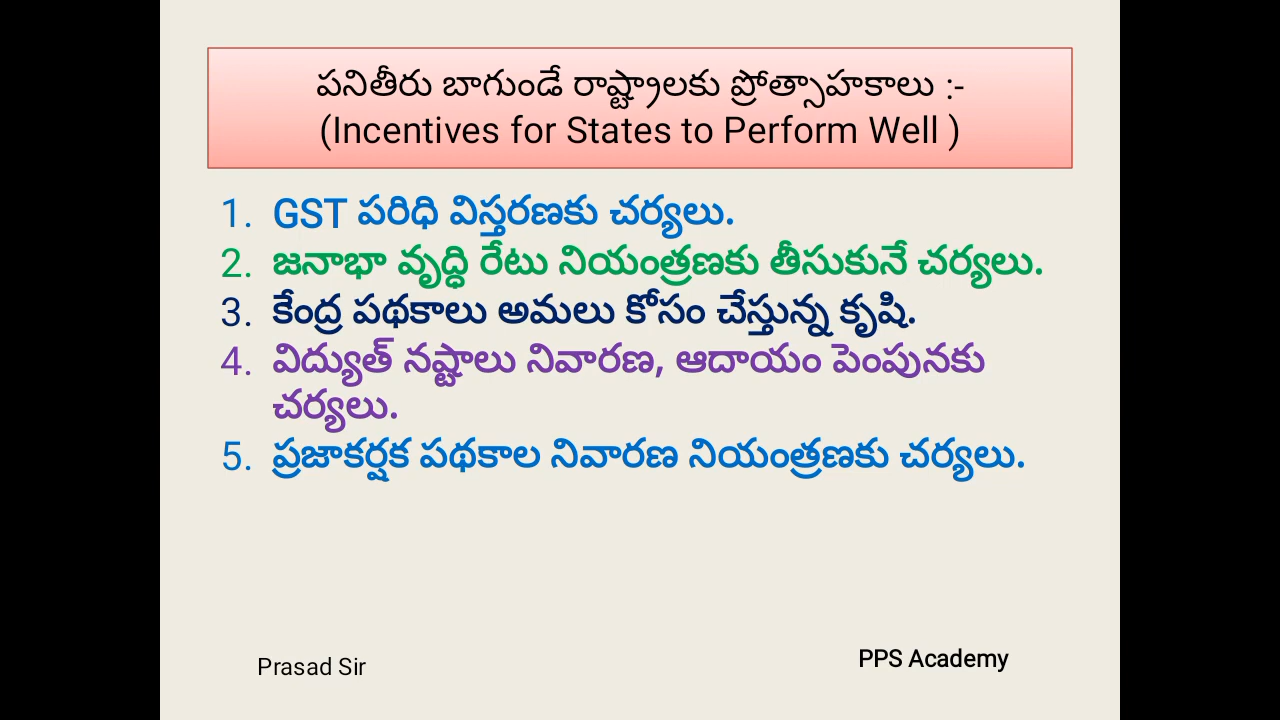 పనితీరు బాగుండే రాష్ట్రాలకు ప్రోత్సాహకాలు :-
(Incentives for States to Perform Well )
1. GST పరిధి విస్తరణకు చర్యలు.
2. జనాభా వృద్ధి రేటు నియంత్రణకు తీసుకునే చర్యలు.
3. కేంద్ర పథకాలు అమలు కోసం చేస్తున్న కృషి.
4. విద్యుత్ నష్టాలు నివారణ, ఆదాయం పెంపునకు
చర్యలు.
5. ప్రజాకర్షక పథకాల నివారణ నియంత్రణకు చర్యలు.
Prasad Sir
PPS Academy